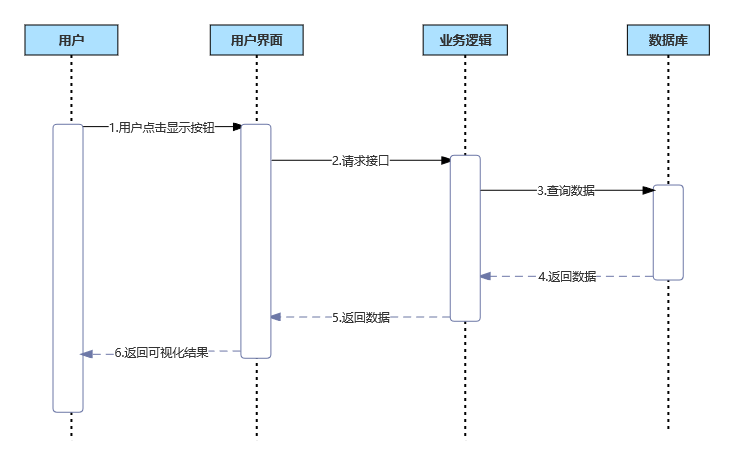 用户
用户界面
业务逻辑
数据库
1.用户点击显示按钮
2.请求接口
3.查询数据
4.返回数据
5.返回数据
6.返回可视化结果